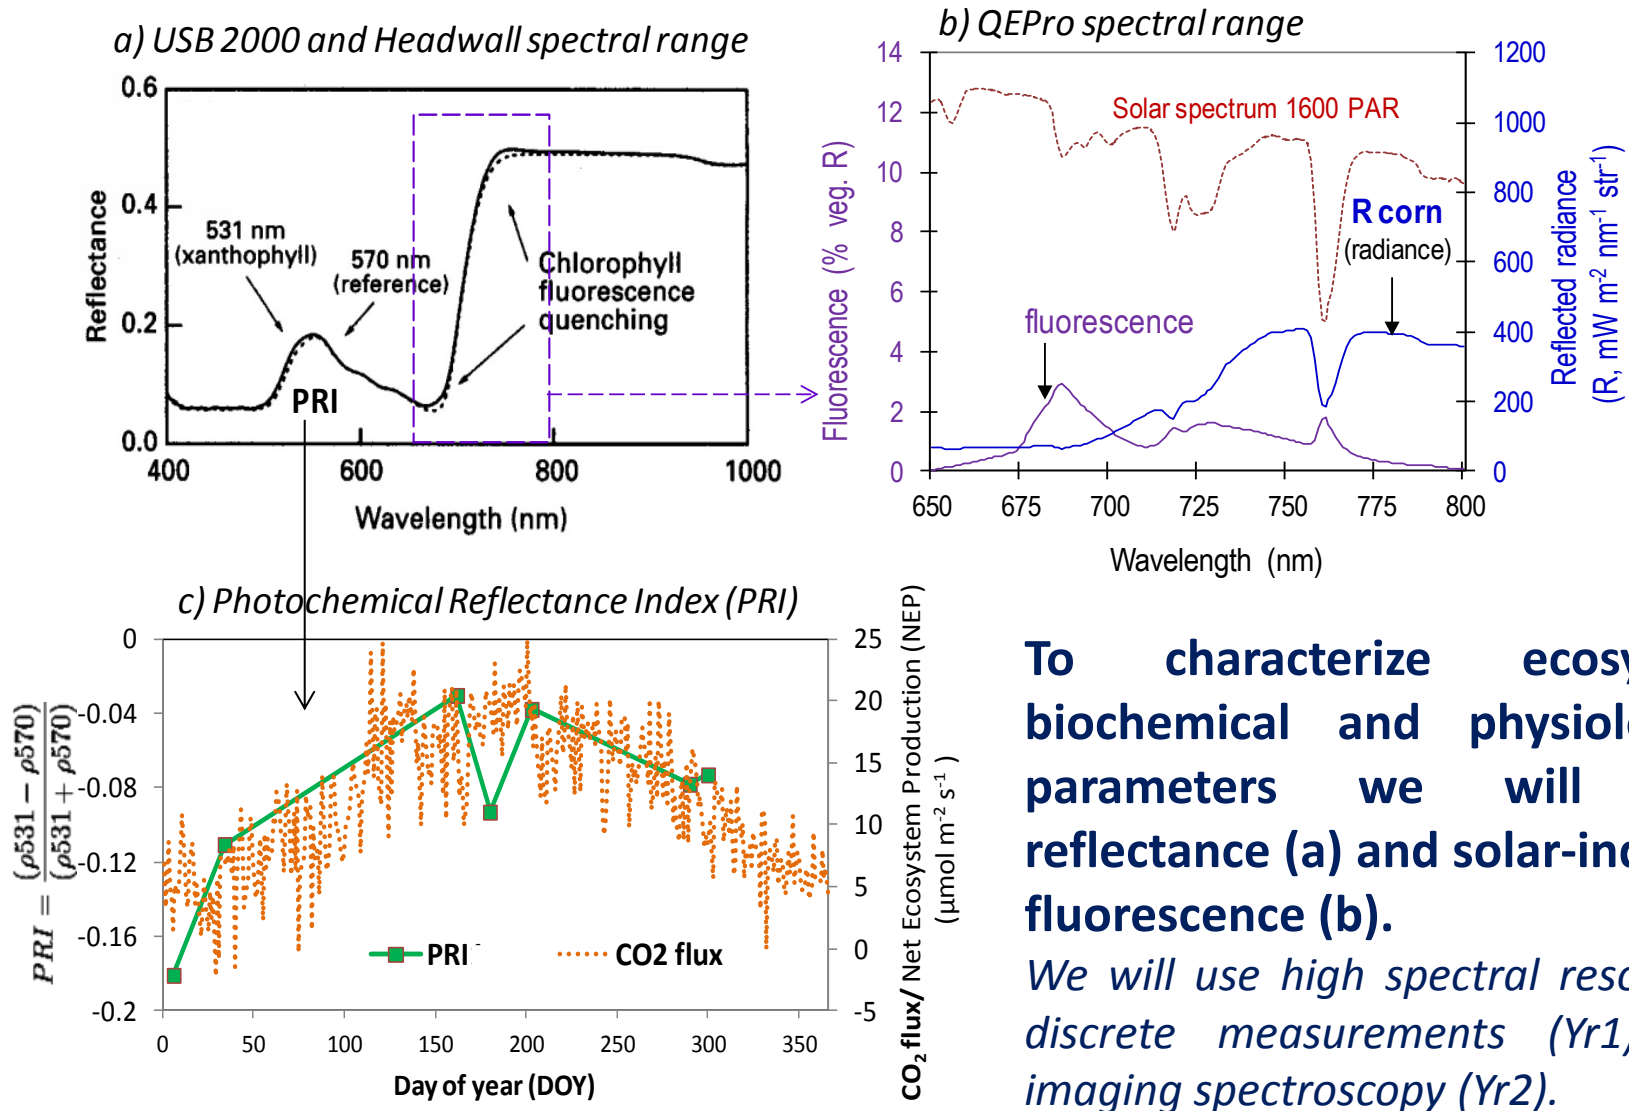 a) USB 2000 and Headwall spectral range
0.6
0.4
0.2
0.0
Reflectance
531 nm
(xanthophyll)
570 nm
(reference)
Chlorophyll
fluorescence
quenching
PRI
400
600
800
1000
Wavelength (nm)
b) QEPro spectral range
14
12
10
8
6
4
2
0
Fluorescence (% veg. R)
Solar spectrum 1600 PAR
R corn
(radiance)
fluorescence
1200
1000
800
600
400
200
0
Reflected radiance
(R, mW m-2 nm-1 str-1)
650
675
700
725
750
775
800
Wavelength (nm)
c) Photochemical Reflectance Index (PRI)
0
-0.04
-0.08
-0.12
-0.16
-0.2
PRI = (ρ531 − ρ570)
(ρ531 + ρ570)
PRI
CO2 flux
25
20
15
10
5
0
-5
CO2 flux/ Net Ecosystem Production (NEP)
(µmol m-2 s-1)
0
50
100
150
200
250
300
350
Day of year (DOY)
To characterize ecosy
biochemical and physiolo
parameters we will
reflectance (a) and solar-ind
fluorescence (b).
We will use high spectral reso
discrete measurements (Yr1)
imaging spectroscopy (Yr2).